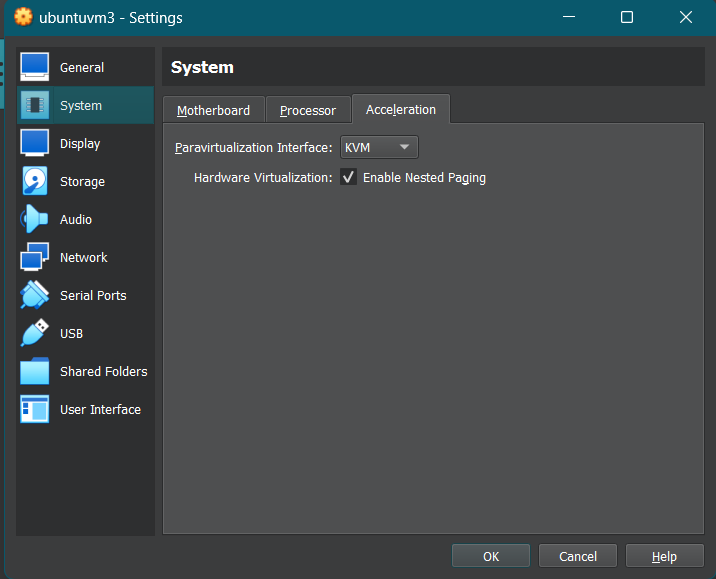 ubuntuvm3 - Settings
General
System
Display
Storage
Audio
Network
Serial Ports
USB
Shared Folders
User Interface
System
Motherboard
Processor
Acceleration
Paravirtualization Interface: KVM
Hardware Virtualization: Enable Nested Paging
OK
Cancel
Help